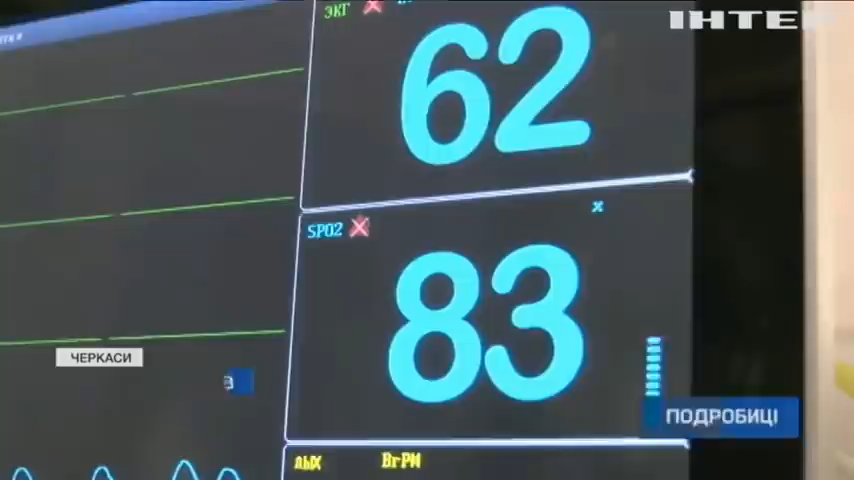 ЭКГ
ІНТЕР
62
SPO2
x
83
ЧЕРКАСИ
ПОДРОБИЦІ
дЫХ
ВгРМ